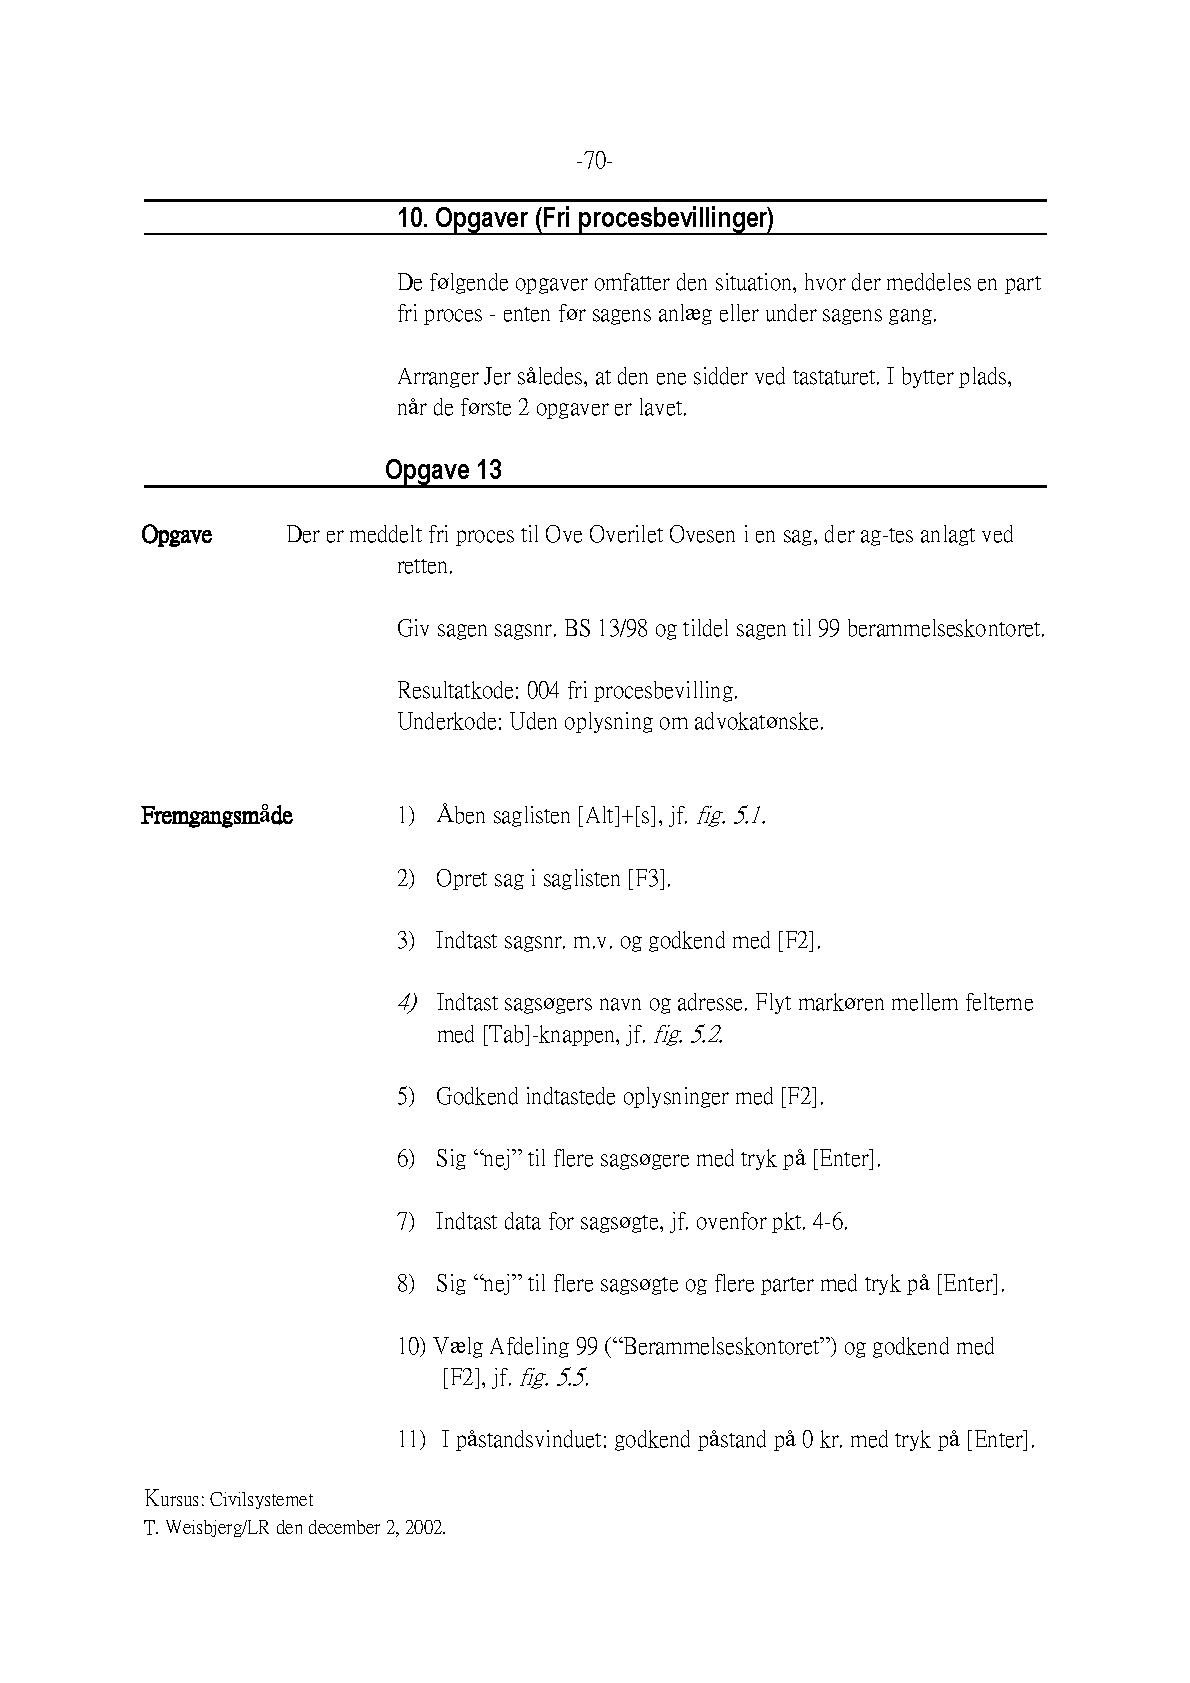 -70-
10. Opgaver (Fri procesbevillinger)
De følgende opgaver omfatter den situation, hvor der meddeles en part
fri proces - enten før sagens anlæg eller under sagens gang.
Arranger Jer således, at den ene sidder ved tastaturet. I bytter plads,
når de første 2 opgaver er lavet.
Opgave 13
Opgave Der er meddelt fri proces til Ove Overilet Ovesen i en sag, der ag-tes anlagt ved
retten.
Giv sagen sagsnr. BS 13/98 og tildel sagen til 99 berammelseskontoret.
Resultatkode: 004 fri procesbevilling.
Underkode: Uden oplysning om advokatønske.
Fremgangsmåde 1) Åben saglisten [Alt]+[s], jf. fig. 5.1.
2) Opret sag i saglisten [F3].
3) Indtast sagsnr. m.v. og godkend med [F2].
4) Indtast sagsøgers navn og adresse. Flyt markøren mellem felterne
med [Tab]-knappen, jf. fig. 5.2.
5) Godkend indtastede oplysninger med [F2].
6) Sig “nej” til flere sagsøgere med tryk på [Enter].
7) Indtast data for sagsøgte, jf. ovenfor pkt. 4-6.
8) Sig “nej” til flere sagsøgte og flere parter med tryk på [Enter].
10) Vælg Afdeling 99 (“Berammelseskontoret”) og godkend med
[F2], jf. fig. 5.5.
11) I påstandsvinduet: godkend påstand på 0 kr. med tryk på [Enter].
Kursus: Civilsystemet
T. Weisbjerg/LR den december 2, 2002.